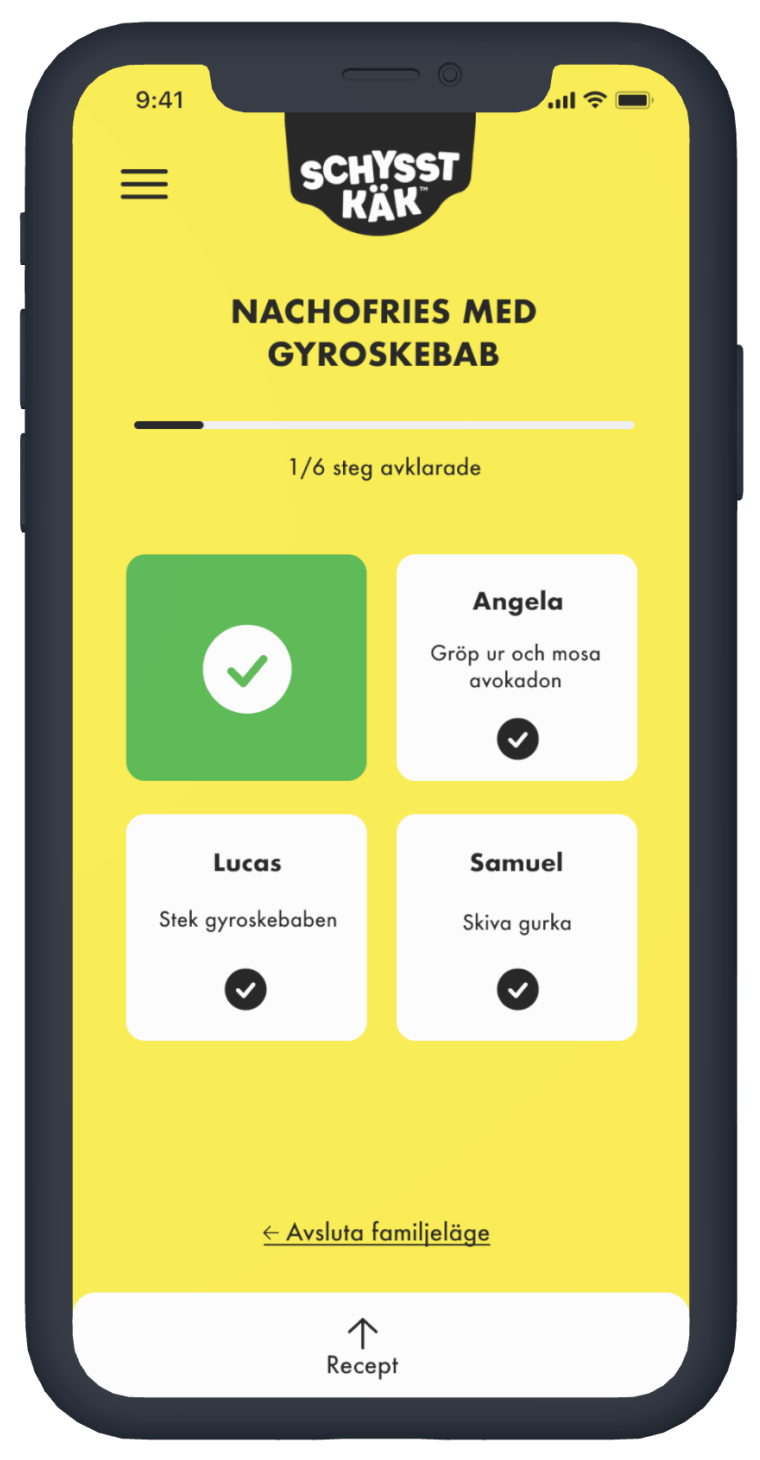 9:41
SCHYSST
KÄK™
NACHOFRIES MED
GYROSKEBAB
1/6 steg avklarade
Angela
Gröp ur och mosa
avokadon
Lucas
Stek gyroskebaben
Samuel
Skiva gurka
← Avsluta familjeläge
Recept